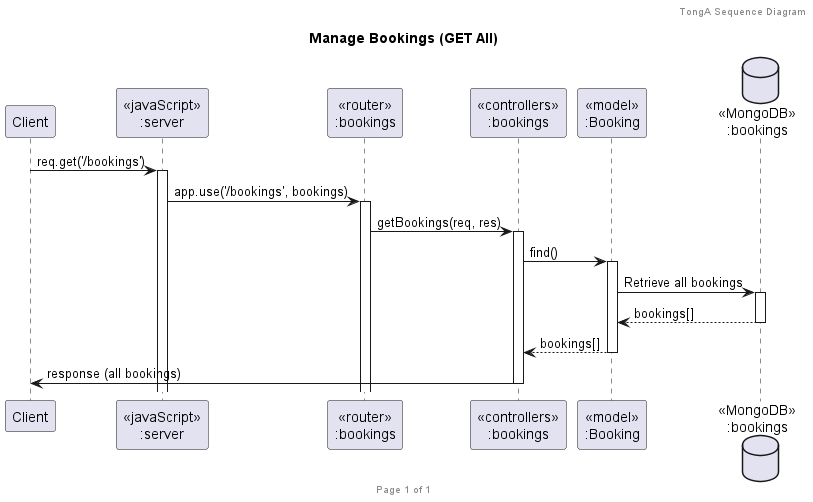 TongA Sequence Diagram
Manage Bookings (GET All)
Client
«javaScript»
:server
«router»
:bookings
«controllers»
:bookings
«model»
:Booking
«MongoDB»
:bookings
req.get('/bookings')
app.use('/bookings', bookings)
getBookings(req, res)
find()
Retrieve all bookings
bookings[]
bookings[]
response (all bookings)
Client
«javaScript»
:server
«router»
:bookings
«controllers»
:bookings
«model»
:Booking
«MongoDB»
:bookings
Page 1 of 1